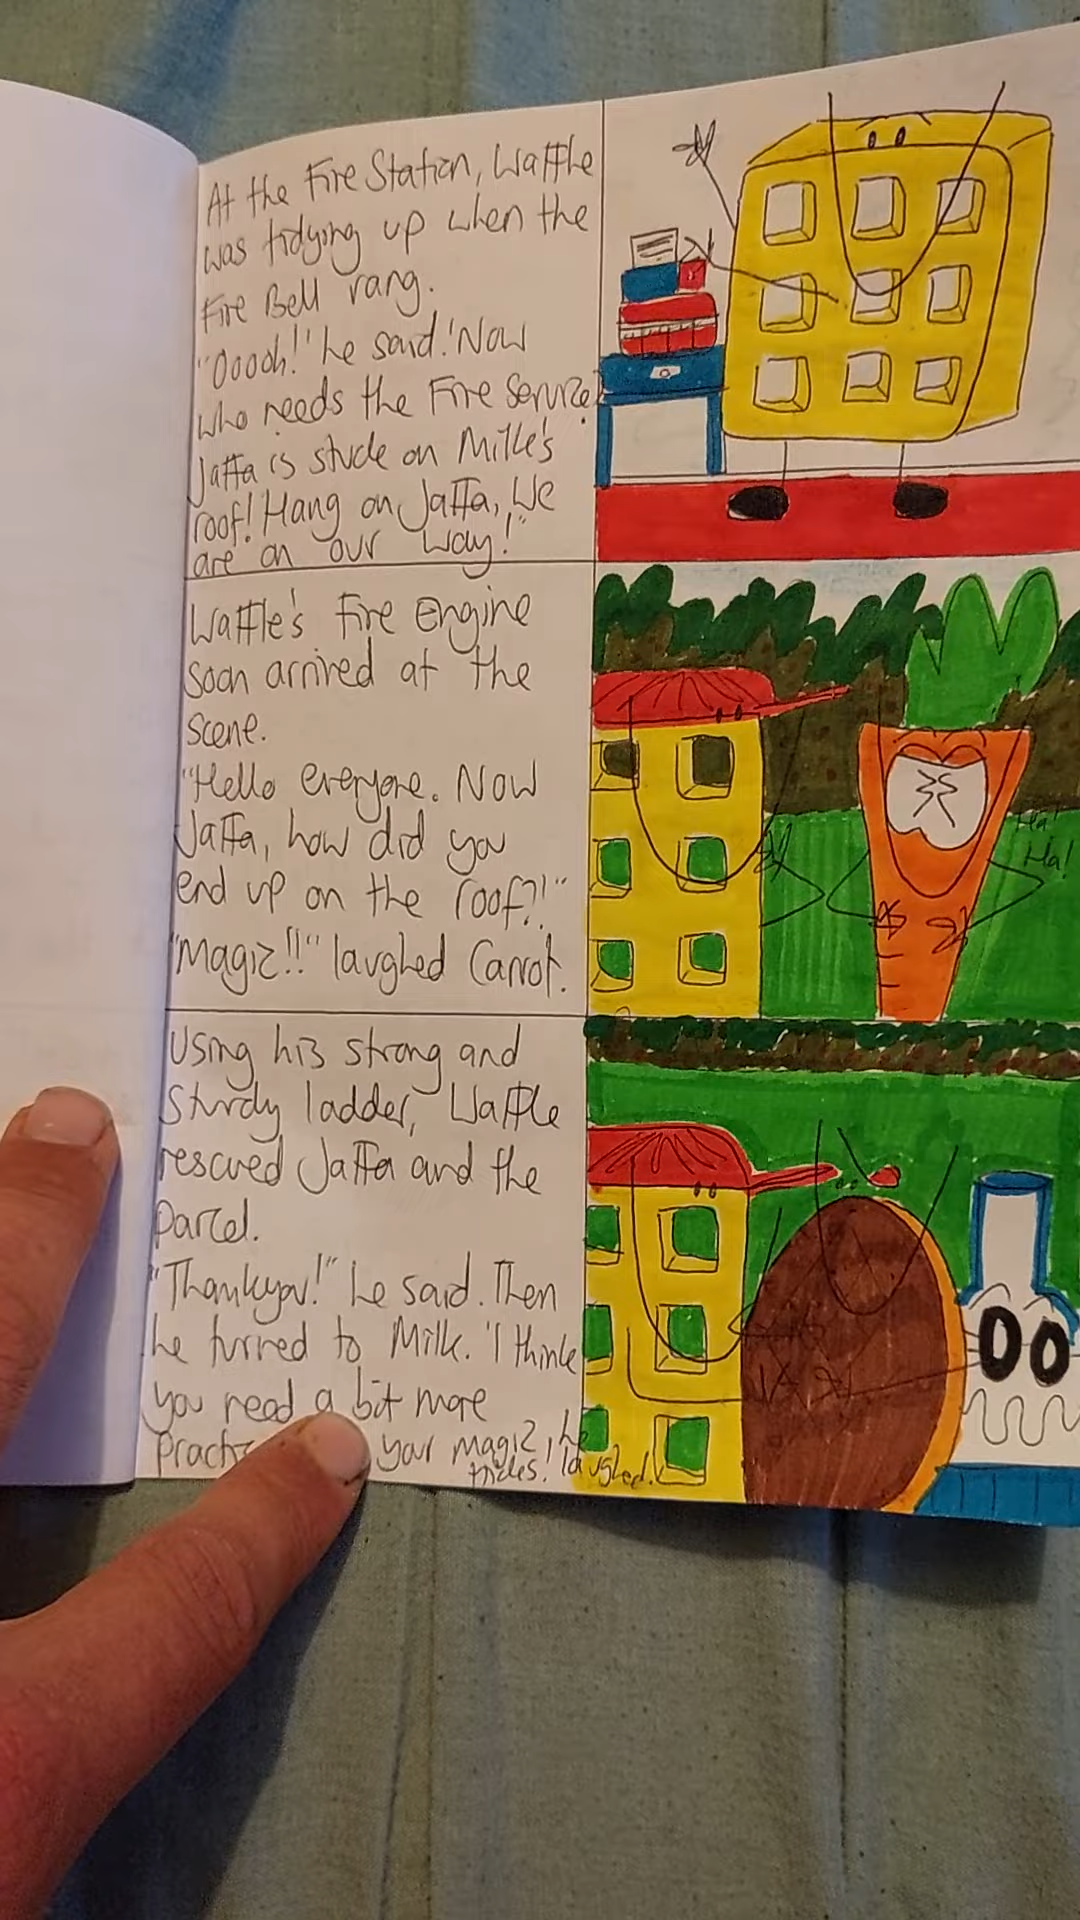 At the Fire Station, Waffle
was tidying up when the
Fire Bell rang.
"Ooooh!" he said. 'Now
who needs the Fire Service?
Jaffa is stuck on Milk's
roof! Hang on Jaffa, We
are on our way!"
Waffle's Fire Engine
soon arrived at the
scene.
"Hello everyone. Now
Jaffa, how did you
end up on the roof?!"
"Magic!!" laughed Carrot.
Ha!
Ha!
Using his strong and
Sturdy ladder, Waffle
rescued Jaffa and the
Parcel.
"Thankyou!" he said. Then
he turned to Milk. 'I think
you need a bit more
your magic
tricks! he laughed.